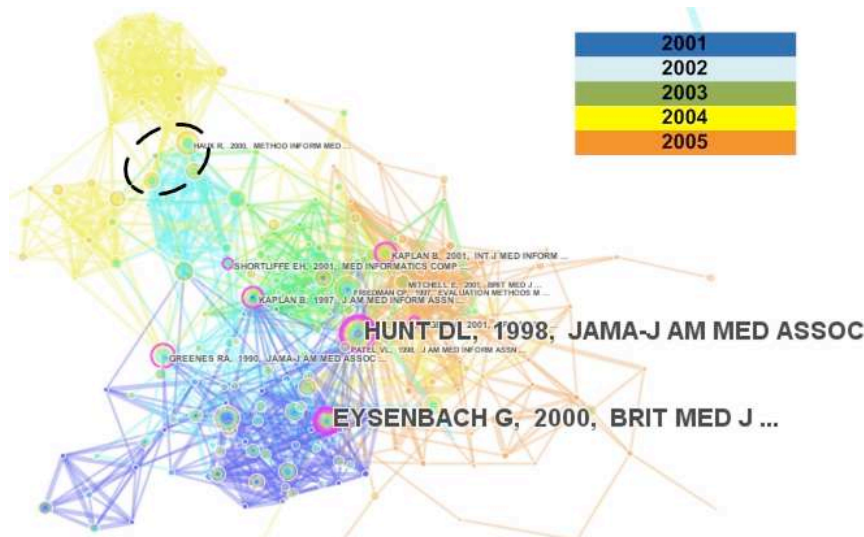 2001
2002
2003
2004
2005
HAUX R, 2000, METHOD INFORM MED ...
KAPLAN B, 2001, INT J MED INFORM ...
SHORTLIFFE EH, 2001, MED INFORMATICS COMP ...
MITCHELL E, 2001, BRIT MED J ...
FRIEDMAN CP, 1997, EVALUATION METHODS M ...
KAPLAN B, 1997, J AM MED INFORM ASSN ...
2001,
HUNT DL, 1998, JAMA-J AM MED ASSOC
PATEL VL, 1998, J AM MED INFORM ASSN ...
GREENES RA, 1990, JAMA-J AM MED ASSOC ...
EYSENBACH G, 2000, BRIT MED J ...